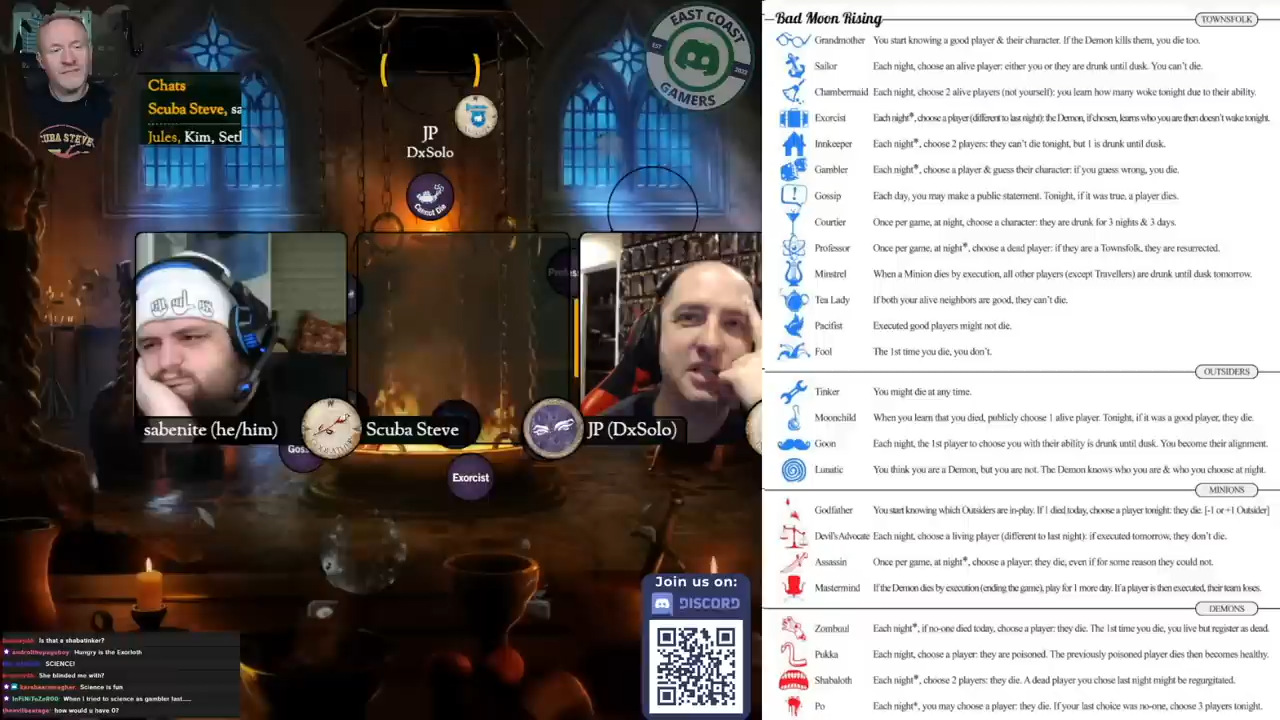 Bad Moon Rising
TOWNSFOLK
Grandmother You start knowing a good player & their character. If the Demon kills them, you die too.
Sailor Each night, choose an alive player: either you or they are drunk until dusk. You can't die.
Chambermaid Each night, choose 2 alive players (not yourself): you learn how many woke tonight due to their ability.
Exorcist Each night*, choose a player (different to last night): the Demon, if chosen, learns who you are then doesn't wake tonight.
Innkeeper Each night*, choose 2 players: they can't die tonight, but 1 is drunk until dusk.
Gambler Each night*, choose a player & guess their character: if you guess wrong, you die.
Gossip Each day, you may make a public statement. Tonight, if it was true, a player dies.
Courtier Once per game, at night, choose a character: they are drunk for 3 nights & 3 days.
Professor Once per game, at night*, choose a dead player: if they are a Townsfolk, they are resurrected.
Minstrel When a Minion dies by execution, all other players (except Travellers) are drunk until dusk tomorrow.
Tea Lady If both your alive neighbors are good, they can't die.
Pacifist Executed good players might not die.
Fool The 1st time you die, you don't.
OUTSIDERS
Tinker You might die at any time.
Moonchild When you learn that you died, publicly choose 1 alive player. Tonight, if it was a good player, they die.
Goon Each night, the 1st player to choose you with their ability is drunk until dusk. You become their alignment.
Lunatic You think you are a Demon, but you are not. The Demon knows who you are & who you choose at night.
MINIONS
Godfather You start knowing which Outsiders are in-play. If 1 died today, choose a player tonight: they die. [-1 or +1 Outsider]
Devil's Advocate Each night, choose a living player (different to last night): if executed tomorrow, they don't die.
Assassin Once per game, at night*, choose a player: they die, even if for some reason they could not.
Mastermind If the Demon dies by execution (ending the game), play for 1 more day. If a player is then executed, their team loses.
DEMONS
Zombuul Each night*, if no-one died today, choose a player: they die. The 1st time you die, you live but register as dead.
Pukka Each night, choose a player: they are poisoned. The previously poisoned player dies then becomes healthy.
Shabaloth Each night*, choose 2 players: they die. A dead player you chose last night might be regurgitated.
Po Each night*, you may choose a player: they die. If your last choice was no-one, choose 3 players tonight.
EAST COAST
EST
2022
GAMERS
Chats
Scuba Steve, sa
Jules, Kim, Set
JP
DxSolo
Cannot Die
sabenite (he/him)
Scuba Steve
JP (DxSolo)
Exorcist
Join us on:
DISCORD
Is that a shabatinker?
Hungry is the Exorloth
SCIENCE!
She blinded me with?
Science is fun
When I tried to science as gambler last.....
how would u have 0?